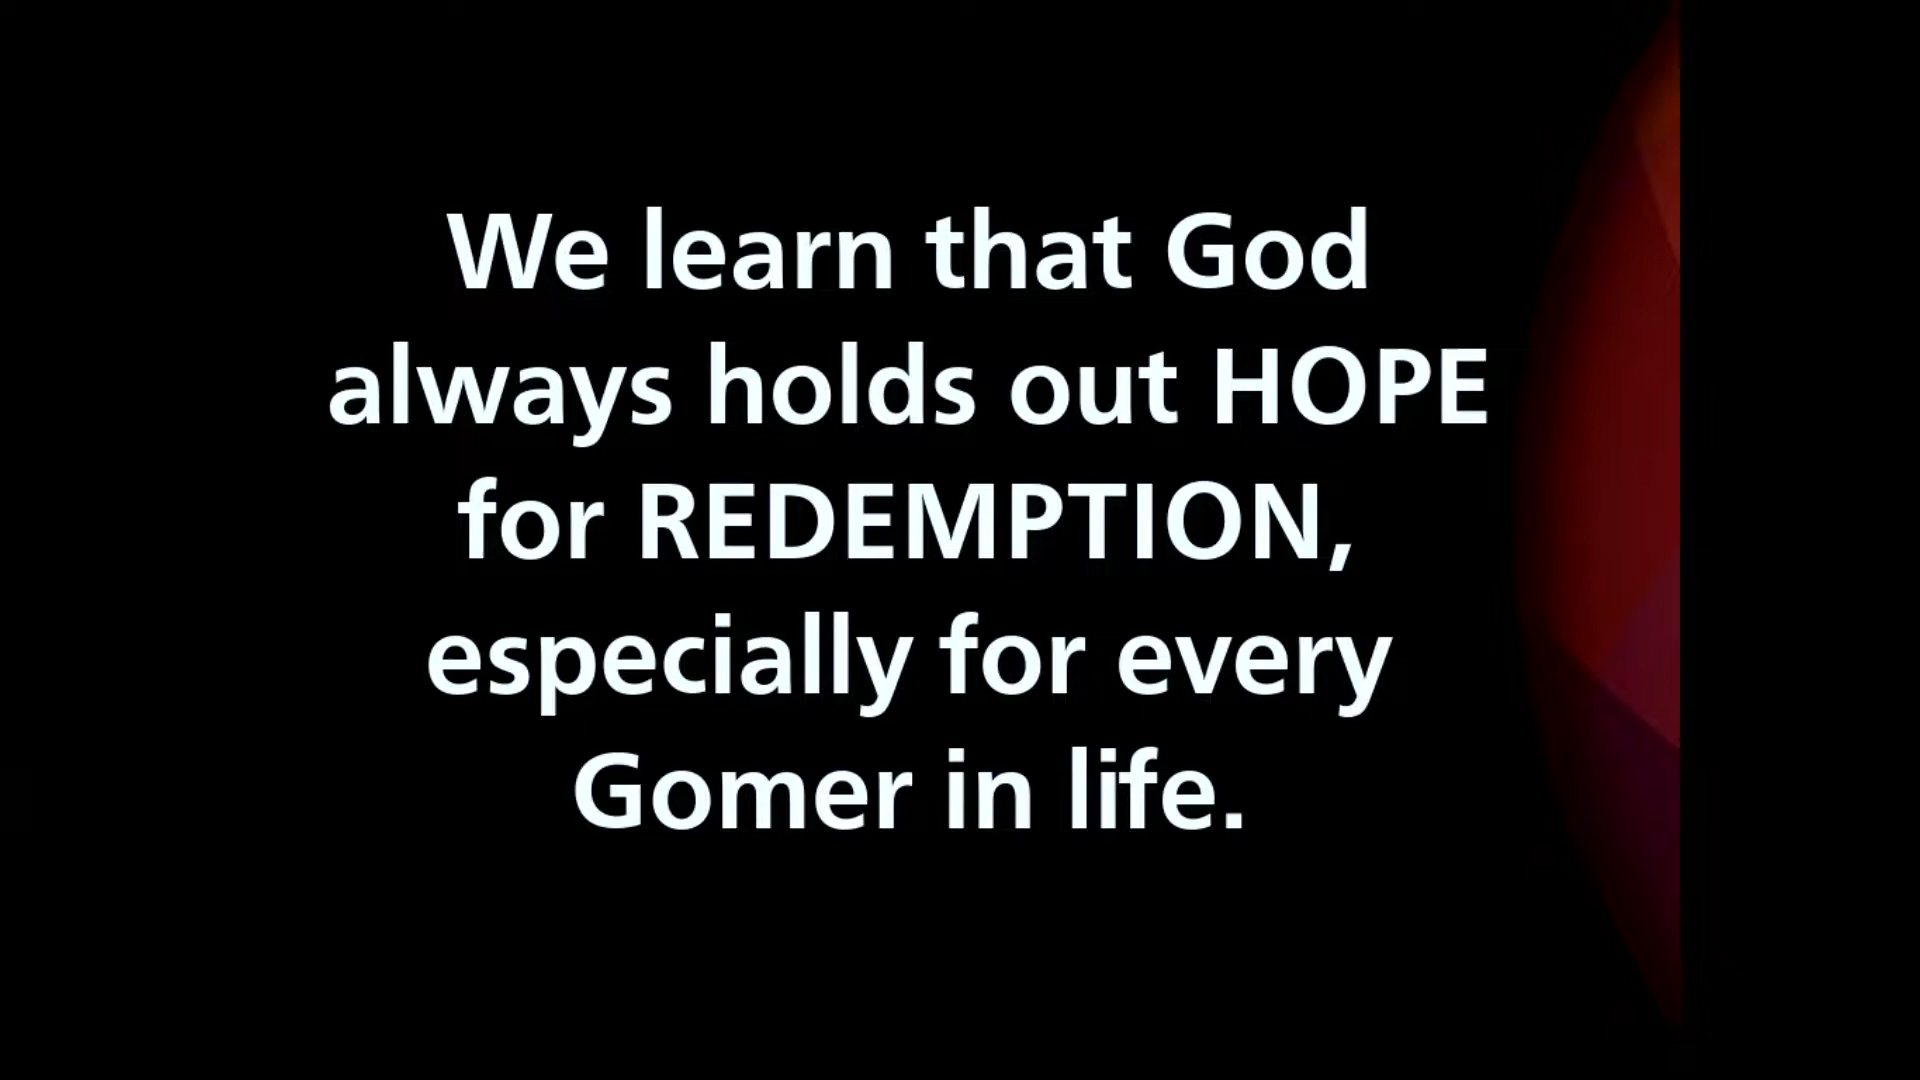 We learn that God
always holds out HOPE
for REDEMPTION,
especially for every
Gomer in life.